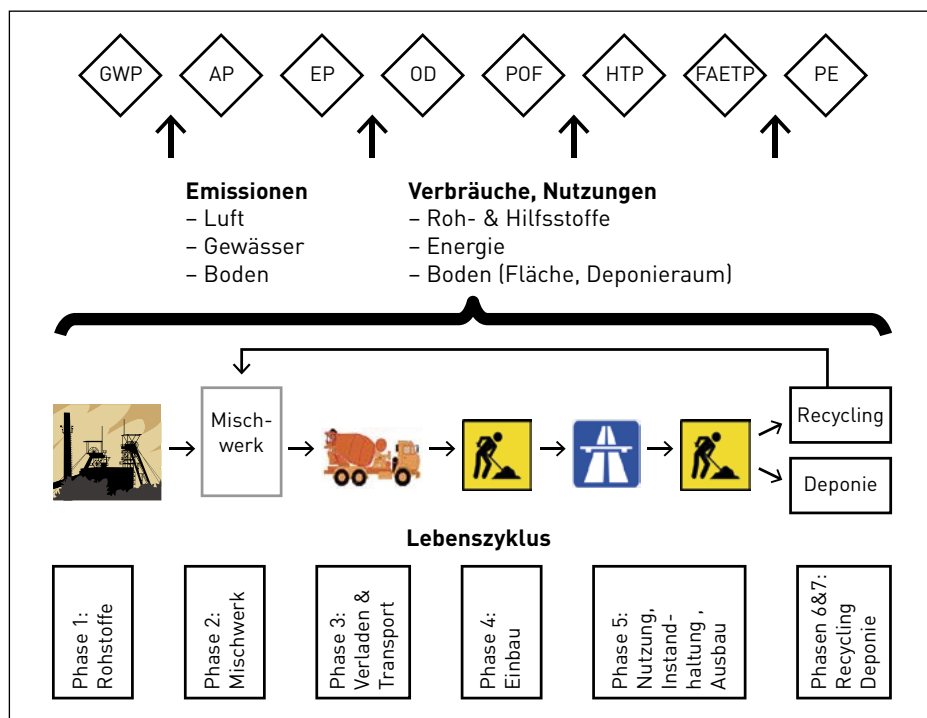 GWP AP EP OD POF HTP FAETP PE
Emissionen
– Luft
– Gewässer
– Boden
Verbräuche, Nutzungen
– Roh- & Hilfsstoffe
– Energie
– Boden (Fläche, Deponieraum)
Misch-
werk
Recycling
Deponie
Lebenszyklus
Phase 1:
Rohstoffe
Phase 2:
Mischwerk
Phase 3:
Verladen &
Transport
Phase 4:
Einbau
Phase 5:
Nutzung,
Instand-
haltung ,
Ausbau
Phasen 6&7:
Recycling
Deponie